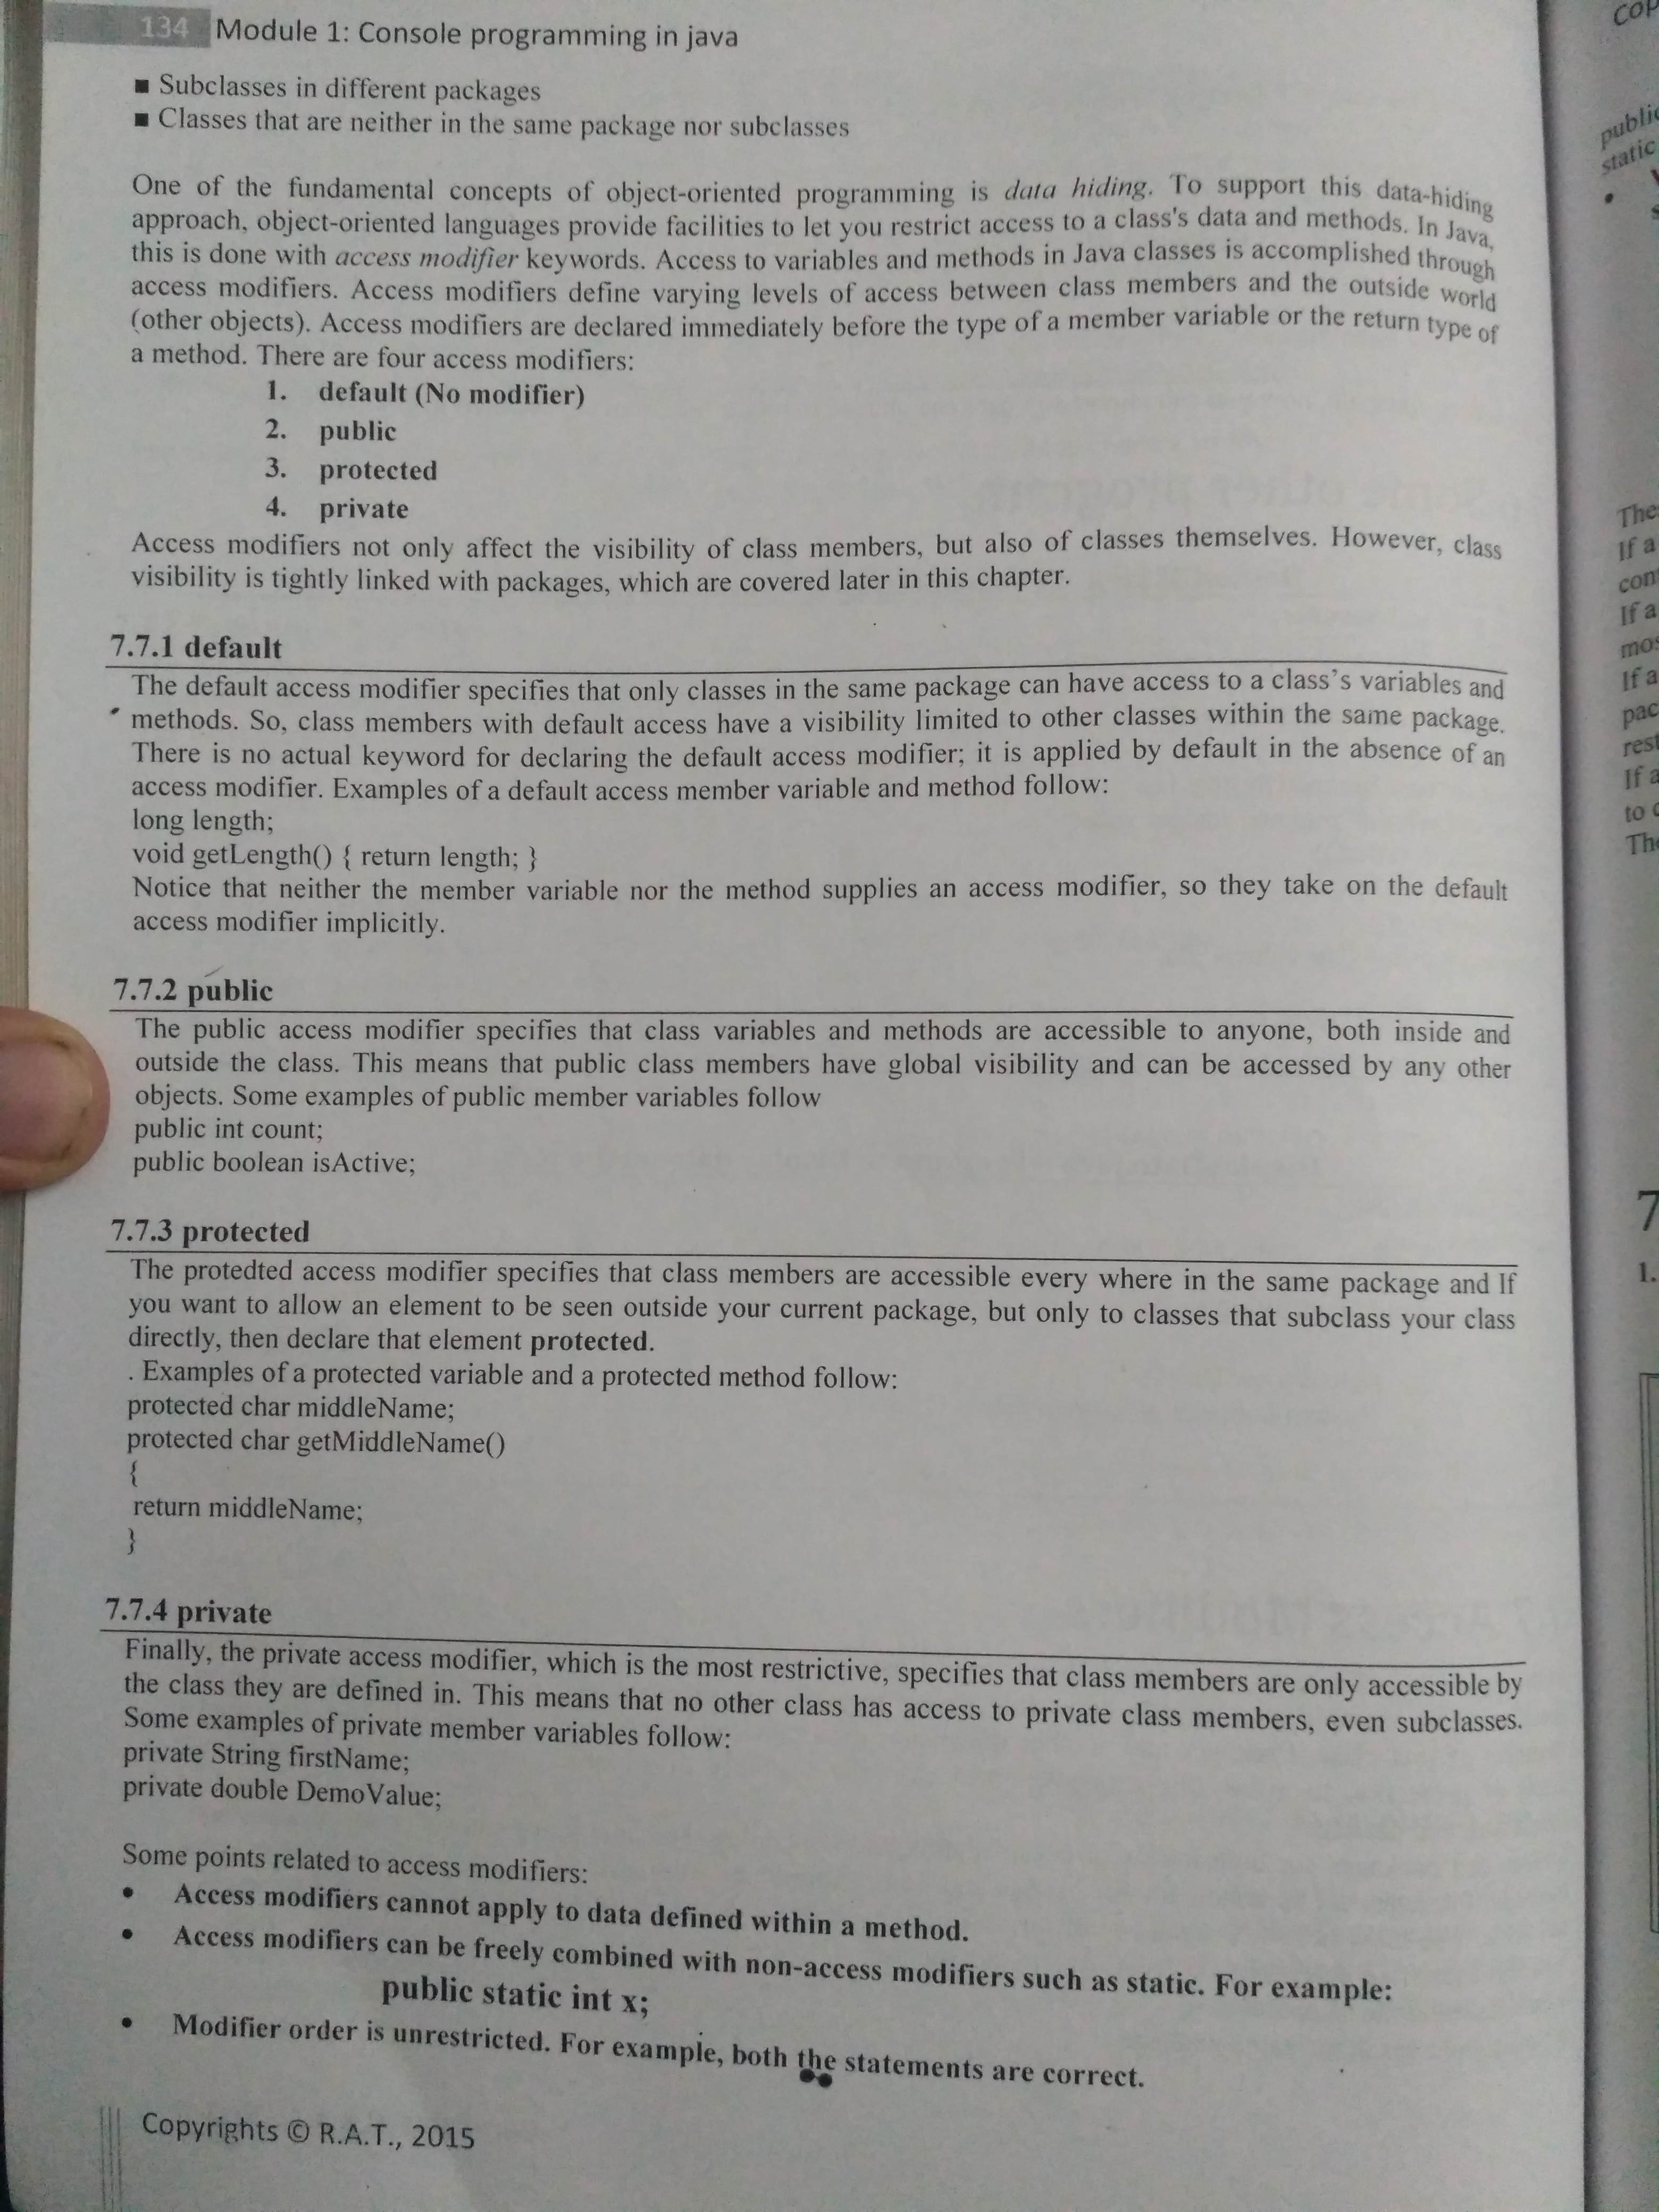 134 Module 1: Console programming in java
■ Subclasses in different packages
■ Classes that are neither in the same package nor subclasses
One of the fundamental concepts of object-oriented programming is data hiding. To support this data-hiding
approach, object-oriented languages provide facilities to let you restrict access to a class's data and methods. In Java,
this is done with access modifier keywords. Access to variables and methods in Java classes is accomplished through
access modifiers. Access modifiers define varying levels of access between class members and the outside world
(other objects). Access modifiers are declared immediately before the type of a member variable or the return type of
a method. There are four access modifiers:
1. default (No modifier)
2. public
3. protected
4. private
Access modifiers not only affect the visibility of class members, but also of classes themselves. However, class
visibility is tightly linked with packages, which are covered later in this chapter.
7.7.1 default
The default access modifier specifies that only classes in the same package can have access to a class's variables and
methods. So, class members with default access have a visibility limited to other classes within the same package.
There is no actual keyword for declaring the default access modifier; it is applied by default in the absence of an
access modifier. Examples of a default access member variable and method follow:
long length;
void getLength() { return length; }
Notice that neither the member variable nor the method supplies an access modifier, so they take on the default
access modifier implicitly.
7.7.2 public
The public access modifier specifies that class variables and methods are accessible to anyone, both inside and
outside the class. This means that public class members have global visibility and can be accessed by any other
objects. Some examples of public member variables follow
public int count;
public boolean isActive;
7.7.3 protected
The protedted access modifier specifies that class members are accessible every where in the same package and If
you want to allow an element to be seen outside your current package, but only to classes that subclass your class
directly, then declare that element protected.
. Examples of a protected variable and a protected method follow:
protected char middleName;
protected char getMiddleName()
{
return middleName;
}
7.7.4 private
Finally, the private access modifier, which is the most restrictive, specifies that class members are only accessible by
the class they are defined in. This means that no other class has access to private class members, even subclasses.
Some examples of private member variables follow:
private String firstName;
private double DemoValue;
Some points related to access modifiers:
• Access modifiers cannot apply to data defined within a method.
• Access modifiers can be freely combined with non-access modifiers such as static. For example:
public static int x;
• Modifier order is unrestricted. For example, both the statements are correct.
Copyrights © R.A.T., 2015
static
The
If a
If a
If a
If a
to
7
1.